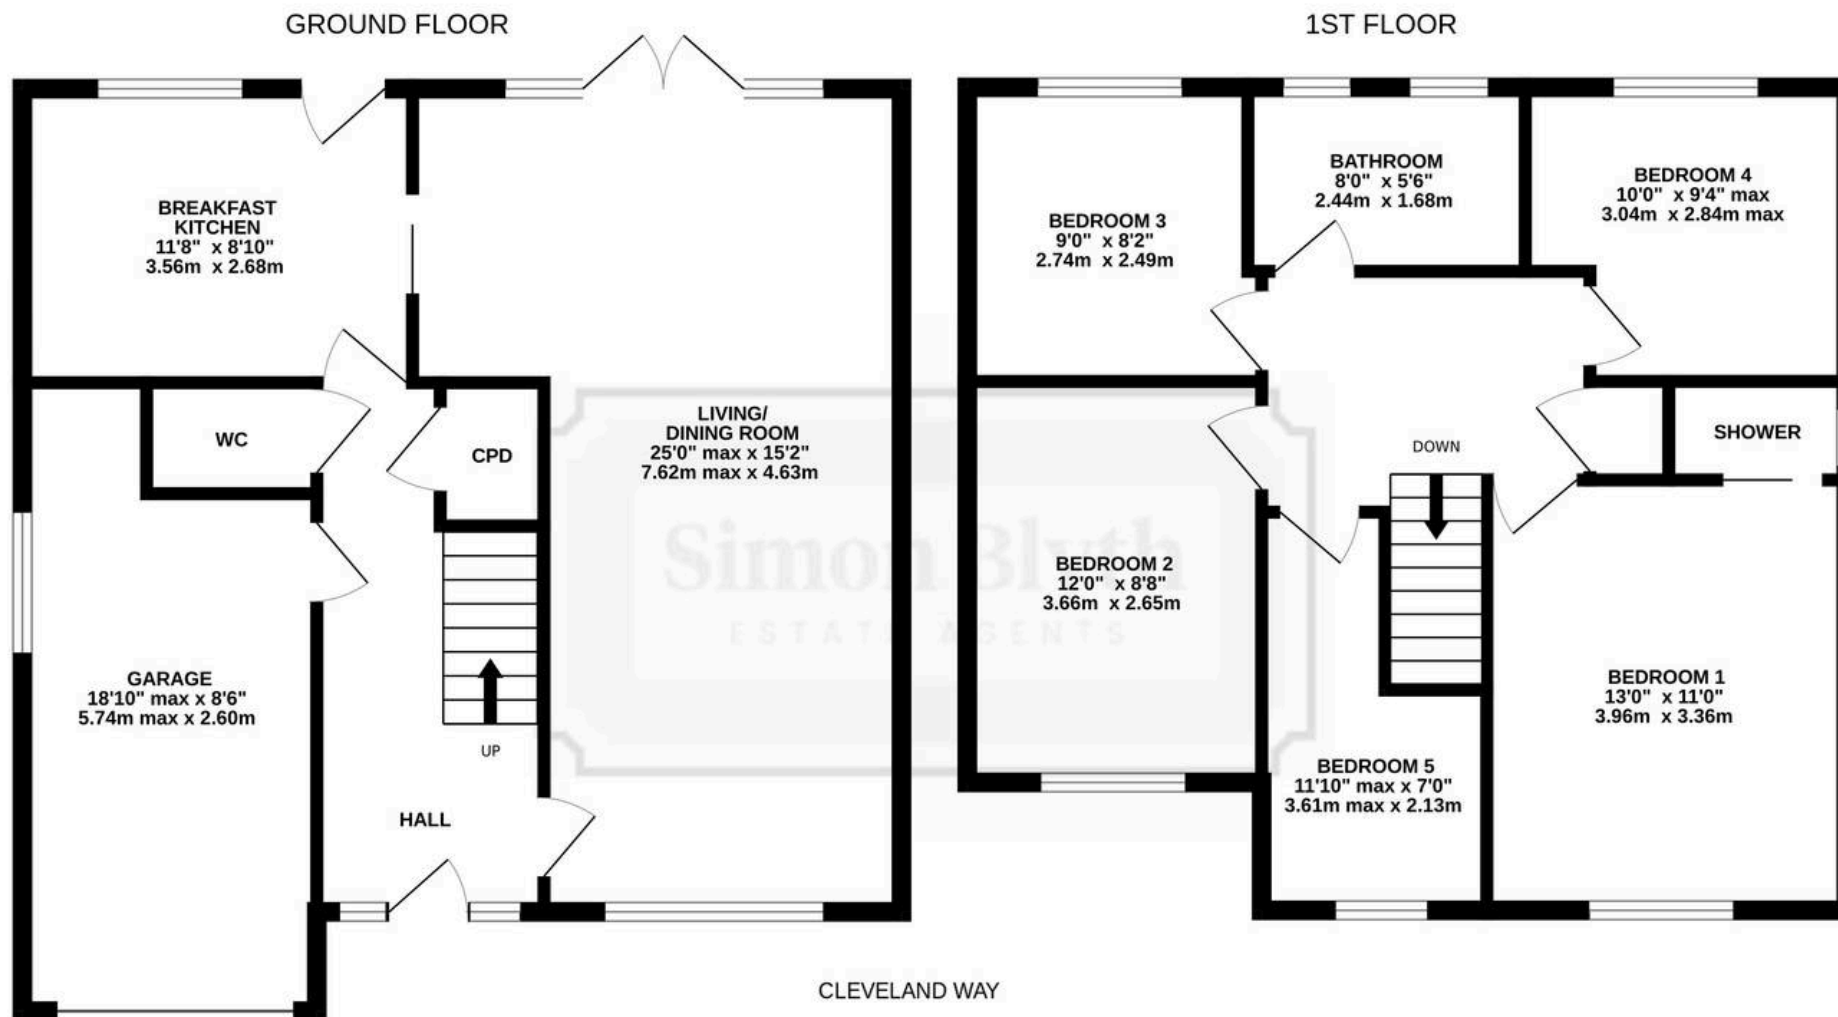 GROUND FLOOR
1ST FLOOR
BREAKFAST
KITCHEN
11'8" x 8'10"
3.56m x 2.68m
WC
CPD
LIVING/
DINING ROOM
25'0" max x 15'2"
7.62m max x 4.63m
GARAGE
18'10" max x 8'6"
5.74m max x 2.60m
UP
HALL
BEDROOM 3
9'0" x 8'2"
2.74m x 2.49m
BATHROOM
8'0" x 5'6"
2.44m x 1.68m
BEDROOM 4
10'0" x 9'4" max
3.04m x 2.84m max
DOWN
SHOWER
BEDROOM 2
12'0" x 8'8"
3.66m x 2.65m
BEDROOM 1
13'0" x 11'0"
3.96m x 3.36m
BEDROOM 5
11'10" max x 7'0"
3.61m max x 2.13m
Simon Blyth
ESTATE AGENTS
CLEVELAND WAY